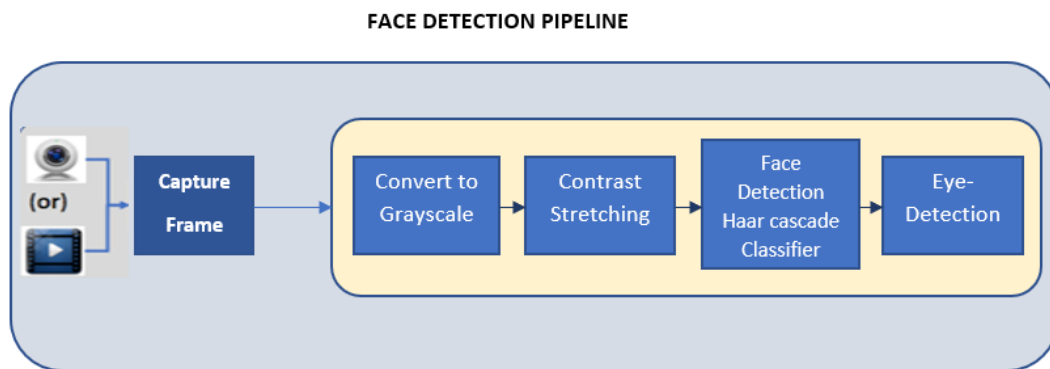 FACE DETECTION PIPELINE
(or)
Capture
Frame
Convert to
Grayscale
Contrast
Stretching
Face
Detection
Haar cascade
Classifier
Eye-
Detection